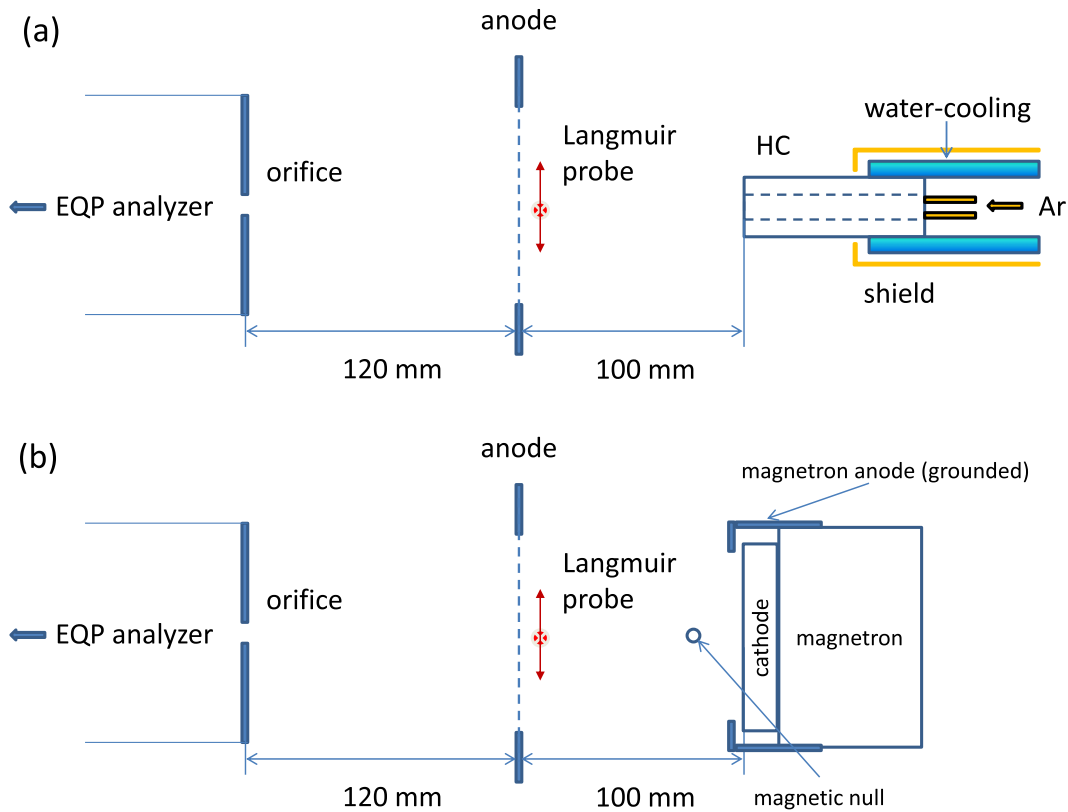 (a)
anode
water-cooling
Langmuir
probe
HC
orifice
EQP analyzer
Ar
shield
120 mm
100 mm
(b)
anode
magnetron anode (grounded)
Langmuir
probe
orifice
EQP analyzer
cathode
magnetron
120 mm
100 mm
magnetic null